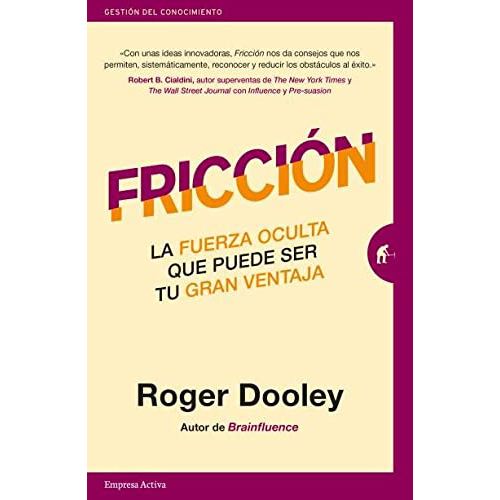 GESTIÓN DEL CONOCIMIENTO
«Con unas ideas innovadoras, Fricción nos da consejos que nos
permiten, sistemáticamente, reconocer y reducir los obstáculos al éxito.»
Robert B. Cialdini, autor superventas de The New York Times y
The Wall Street Journal con Influence y Pre-suasion
FRICCIÓN
LA FUERZA OCULTA
QUE PUEDE SER
TU GRAN VENTAJA
Roger Dooley
Autor de Brainfluence
Empresa Activa